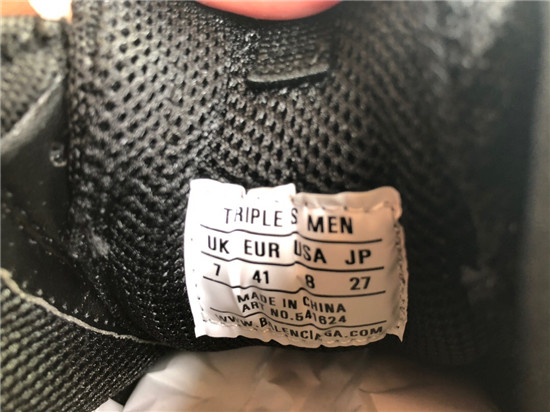 TRIPLE S MEN
UK EUR USA JP
7 41 8 27
MADE IN CHINA
ART NO.541624
WWW.BALENCIAGA.COM